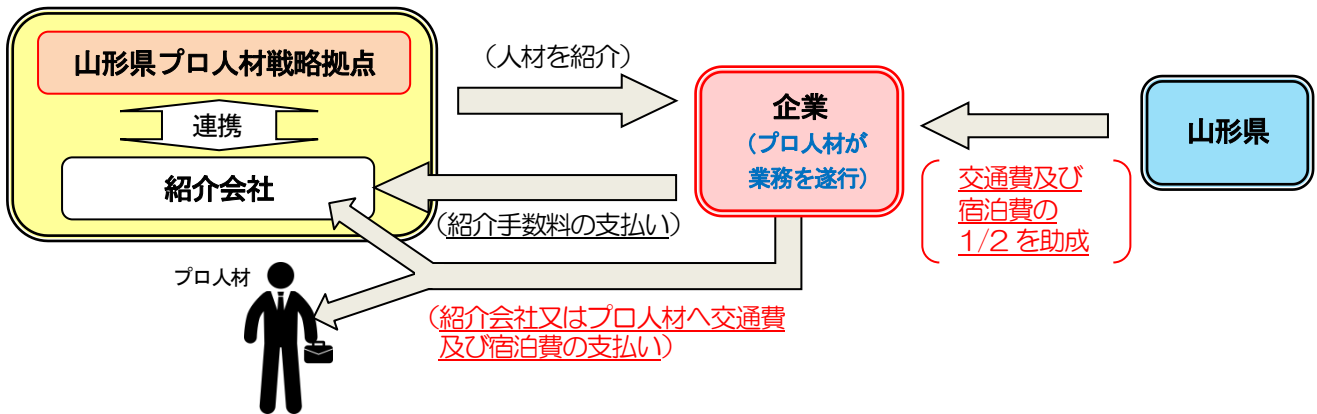 山形県プロ人材戦略拠点
連携
紹介会社
(人材を紹介)
(紹介手数料の支払い)
企業
(プロ人材が
業務を遂行)
山形県
交通費及び
宿泊費の
1/2 を助成
プロ人材
(紹介会社又はプロ人材へ交通費
及び宿泊費の支払い)